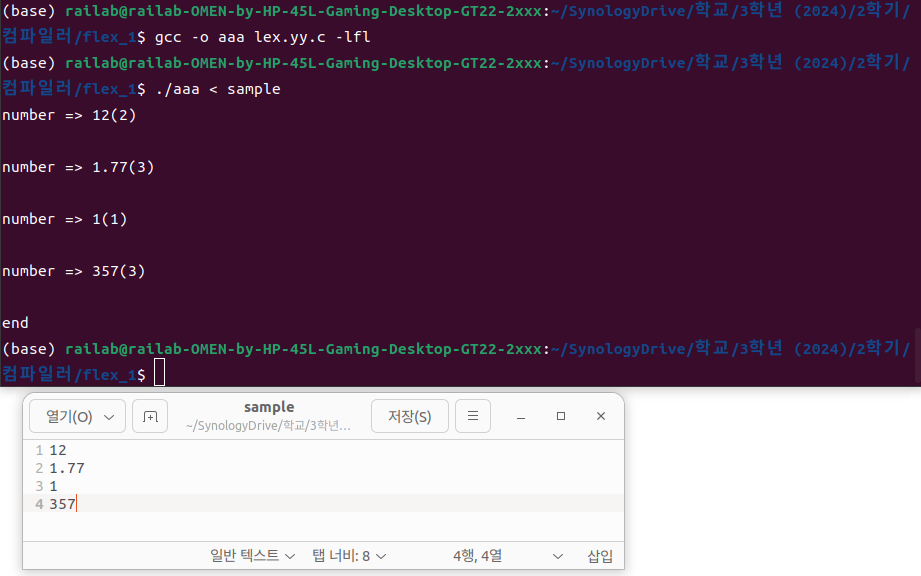 (base) railab@railab-OMEN-by-HP-45L-Gaming-Desktop-GT22-2xxx:~/SynologyDrive/학교/3학년 (2024)/2학기/
컴파일러/flex_1$ gcc -o aaa lex.yy.c -lfl
(base) railab@railab-OMEN-by-HP-45L-Gaming-Desktop-GT22-2xxx:~/SynologyDrive/학교/3학년 (2024)/2학기/
컴파일러/flex_1$ ./aaa < sample
number => 12(2)
number => 1.77(3)
number => 1(1)
number => 357(3)
end
(base) railab@railab-OMEN-by-HP-45L-Gaming-Desktop-GT22-2xxx:~/SynologyDrive/학교/3학년 (2024)/2학기/
컴파일러/flex_1$
열기(O) sample 저장(S)
~/SynologyDrive/학교/3학년…
1 12
2 1.77
3 1
4 357
일반 텍스트 탭 너비: 8 4행, 4열 삽입